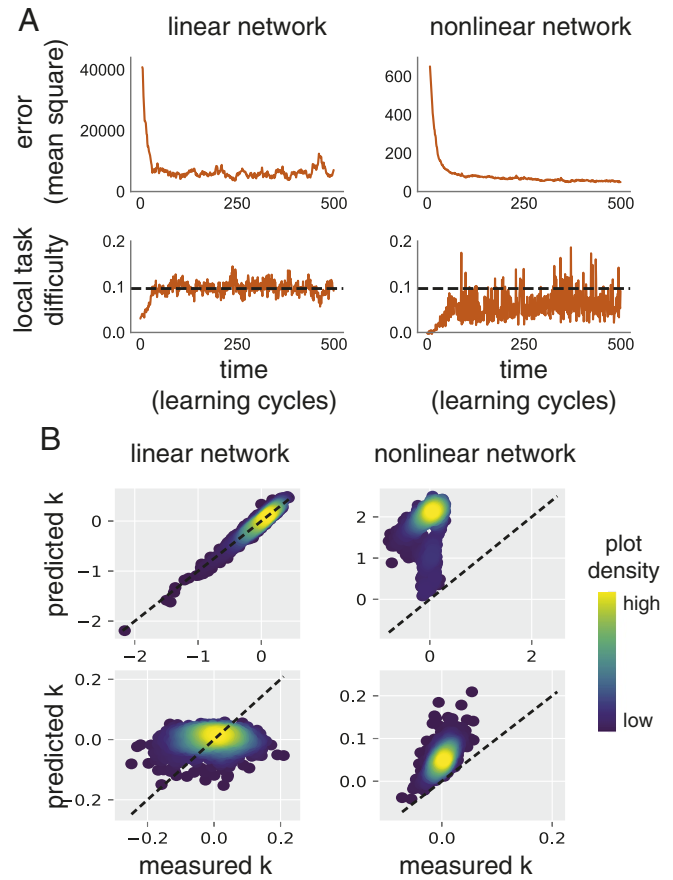 A
linear network
nonlinear network
error
(mean square)
40000
20000
0
0
250
500
600
400
200
0
0
250
500
local task
difficulty
0.2
0.1
0.0
0
250
500
0.2
0.1
0.0
0
250
500
time
(learning cycles)
time
(learning cycles)
B
linear network
nonlinear network
predicted k
0
−1
−2
−2
−1
0
2
1
0
0
2
plot
density
high
low
predicted k
0.2
0.0
−0.2
−0.2
0.0
0.2
0.2
0.1
0.0
0.0
0.2
measured k
measured k